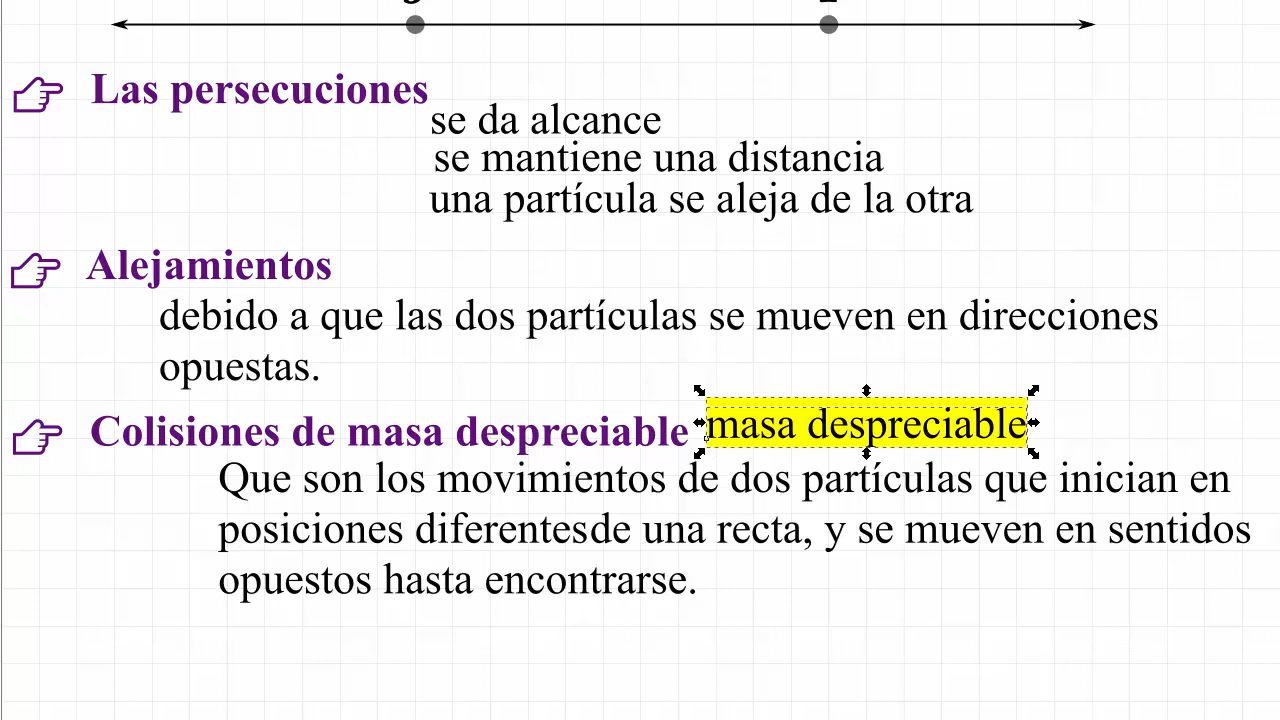 Las persecuciones
se da alcance
se mantiene una distancia
una partícula se aleja de la otra
Alejamientos
debido a que las dos partículas se mueven en direcciones
opuestas.
Colisiones de masa despreciable masa despreciable
Que son los movimientos de dos partículas que inician en
posiciones diferentesde una recta, y se mueven en sentidos
opuestos hasta encontrarse.